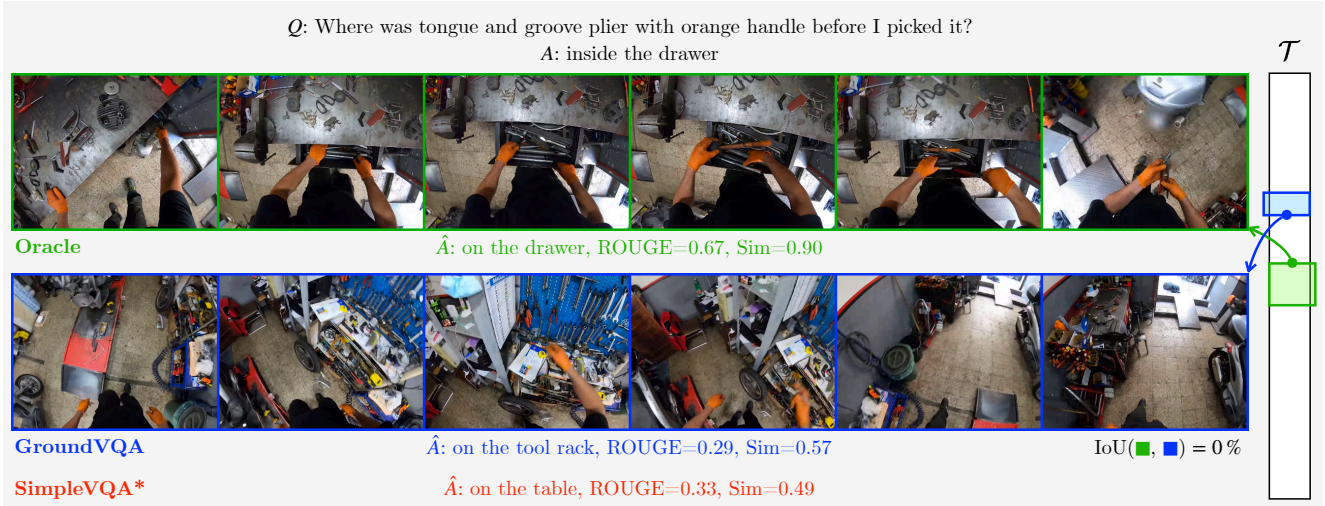 Q: Where was tongue and groove plier with orange handle before I picked it?
A: inside the drawer
𝒯
Oracle
Â: on the drawer, ROUGE=0.67, Sim=0.90
GroundVQA
Â: on the tool rack, ROUGE=0.29, Sim=0.57
IoU(■, ■) = 0 %
SimpleVQA*
Â: on the table, ROUGE=0.33, Sim=0.49